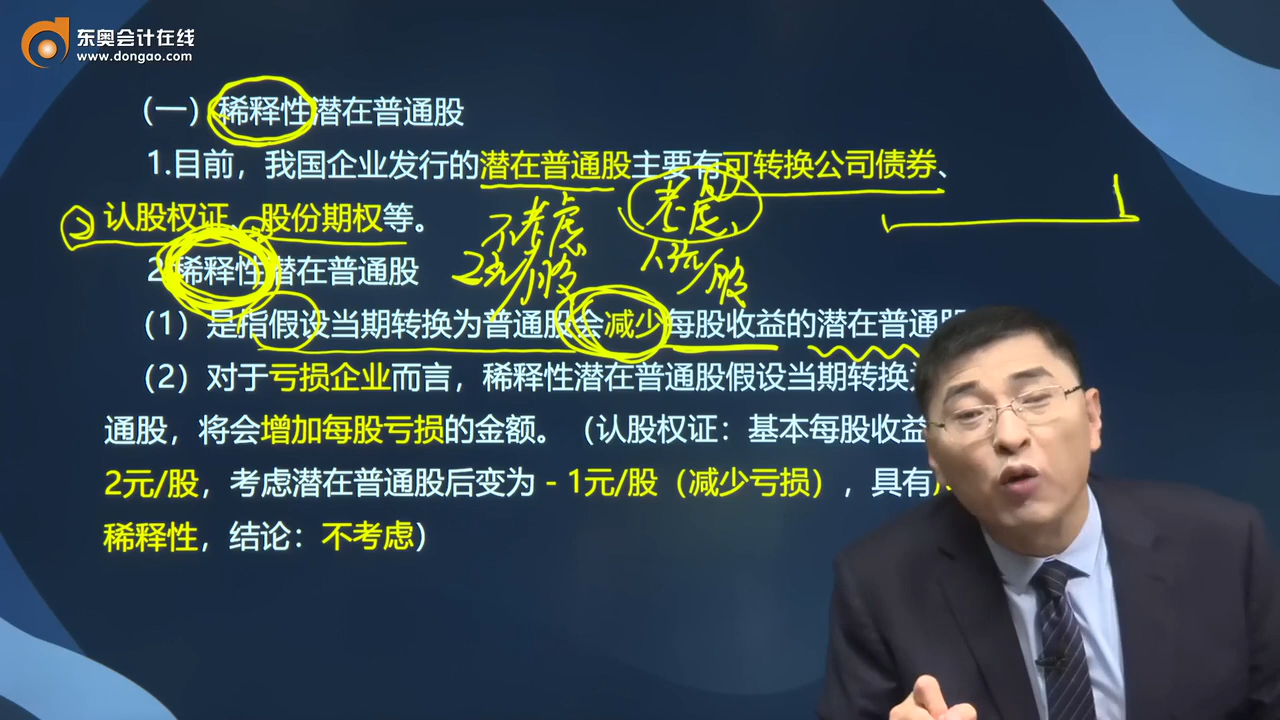 东奥会计在线
www.dongao.com
（一）稀释性潜在普通股
1.目前，我国企业发行的潜在普通股主要有可转换公司债券、
认股权证、股份期权等。
不考虑 考虑
2元/股 1元/股
2.稀释性潜在普通股
（1）是指假设当期转换为普通股会减少每股收益的潜在普通股
（2）对于亏损企业而言，稀释性潜在普通股假设当期转换
通股，将会增加每股亏损的金额。（认股权证：基本每股收益
2元/股，考虑潜在普通股后变为－1元/股（减少亏损），具有
稀释性，结论：不考虑）